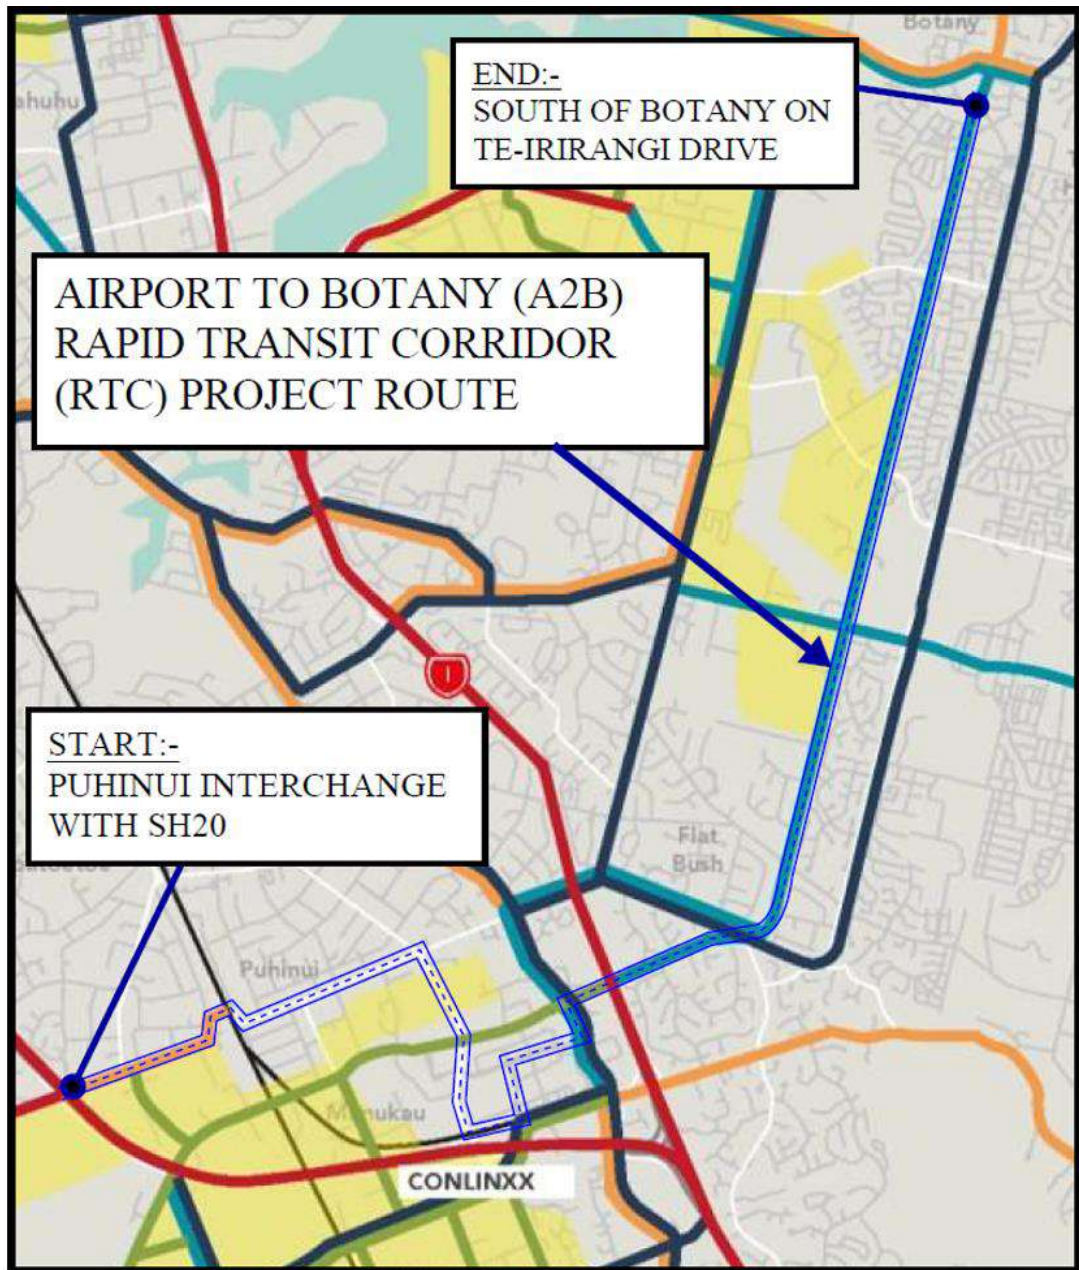 Botany
ahuhu
END:-
SOUTH OF BOTANY ON
TE-IRIRANGI DRIVE
AIRPORT TO BOTANY (A2B)
RAPID TRANSIT CORRIDOR
(RTC) PROJECT ROUTE
1
START:-
PUHINUI INTERCHANGE
WITH SH20
Flat
Bush
Puhinui
Manukau
CONLINXX